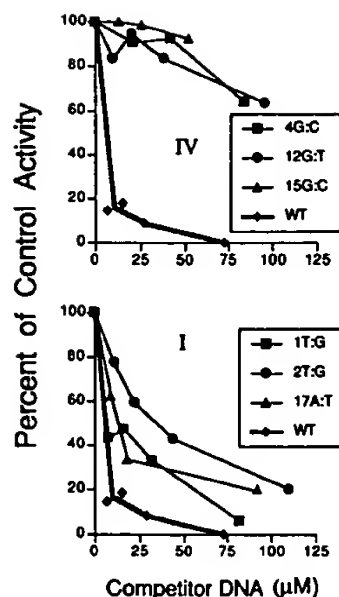 Percent of Control Activity
100
80
60
40
20
0
IV
4G:C
12G:T
15G:C
WT
0 25 50 75 100 125
100
80
60
40
20
0
I
1T:G
2T:G
17A:T
WT
0 25 50 75 100 125
Competitor DNA (μM)